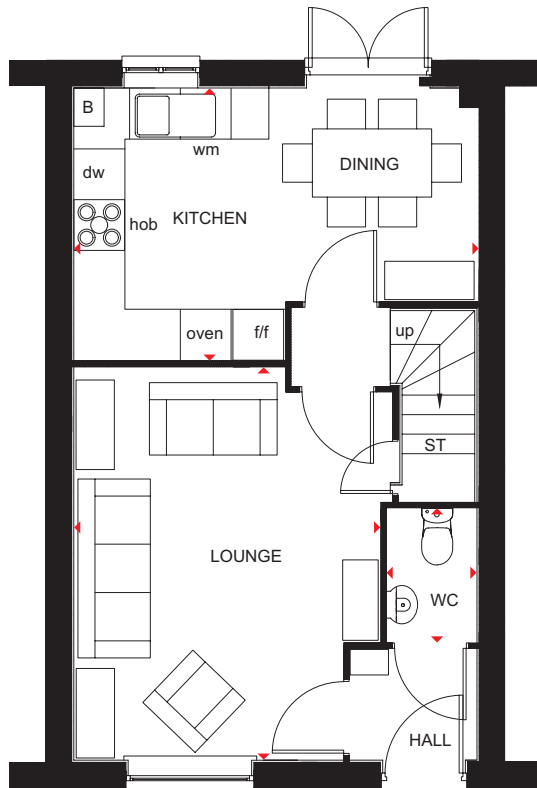 B
wm
DINING
dw
KITCHEN
hob
oven
f/f
up
ST
LOUNGE
WC
HALL